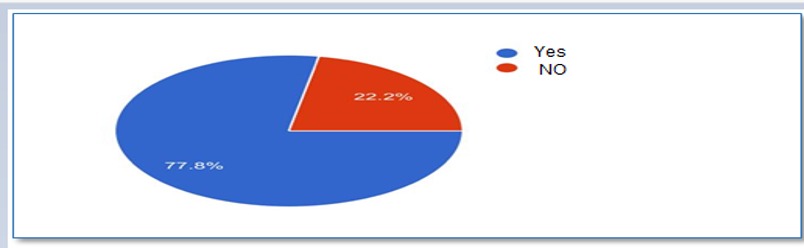 Yes
NO
22.2%
77.8%